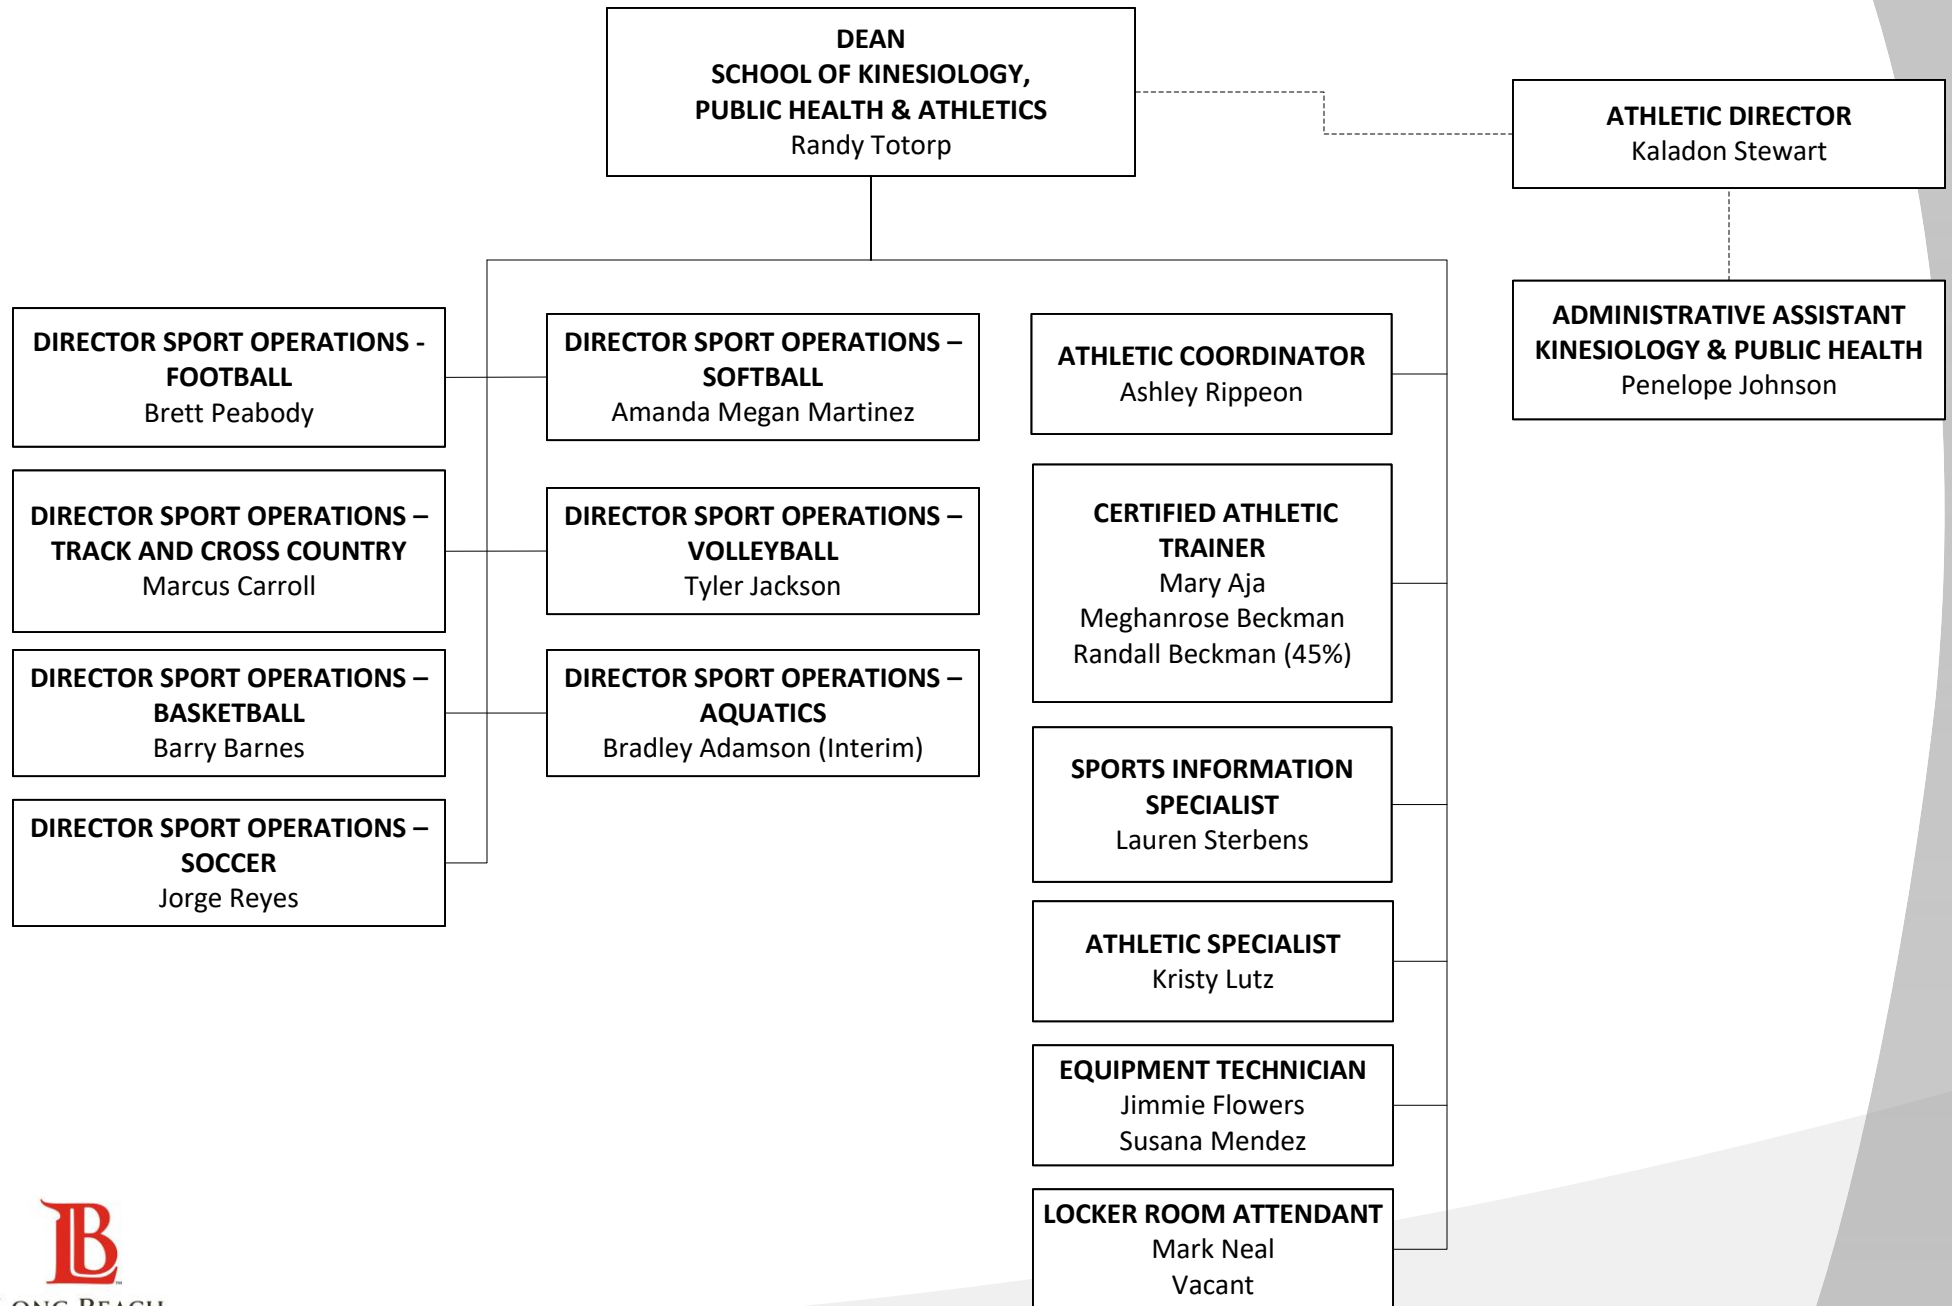 DEAN
SCHOOL OF KINESIOLOGY,
PUBLIC HEALTH & ATHLETICS
Randy Totorp
ATHLETIC DIRECTOR
Kaladon Stewart
ADMINISTRATIVE ASSISTANT
KINESIOLOGY & PUBLIC HEALTH
Penelope Johnson
DIRECTOR SPORT OPERATIONS -
FOOTBALL
Brett Peabody
DIRECTOR SPORT OPERATIONS –
SOFTBALL
Amanda Megan Martinez
ATHLETIC COORDINATOR
Ashley Rippeon
DIRECTOR SPORT OPERATIONS –
TRACK AND CROSS COUNTRY
Marcus Carroll
DIRECTOR SPORT OPERATIONS –
VOLLEYBALL
Tyler Jackson
CERTIFIED ATHLETIC
TRAINER
Mary Aja
Meghanrose Beckman
Randall Beckman (45%)
DIRECTOR SPORT OPERATIONS –
BASKETBALL
Barry Barnes
DIRECTOR SPORT OPERATIONS –
AQUATICS
Bradley Adamson (Interim)
SPORTS INFORMATION
SPECIALIST
Lauren Sterbens
DIRECTOR SPORT OPERATIONS –
SOCCER
Jorge Reyes
ATHLETIC SPECIALIST
Kristy Lutz
EQUIPMENT TECHNICIAN
Jimmie Flowers
Susana Mendez
LOCKER ROOM ATTENDANT
Mark Neal
Vacant
LB
LONG BEACH